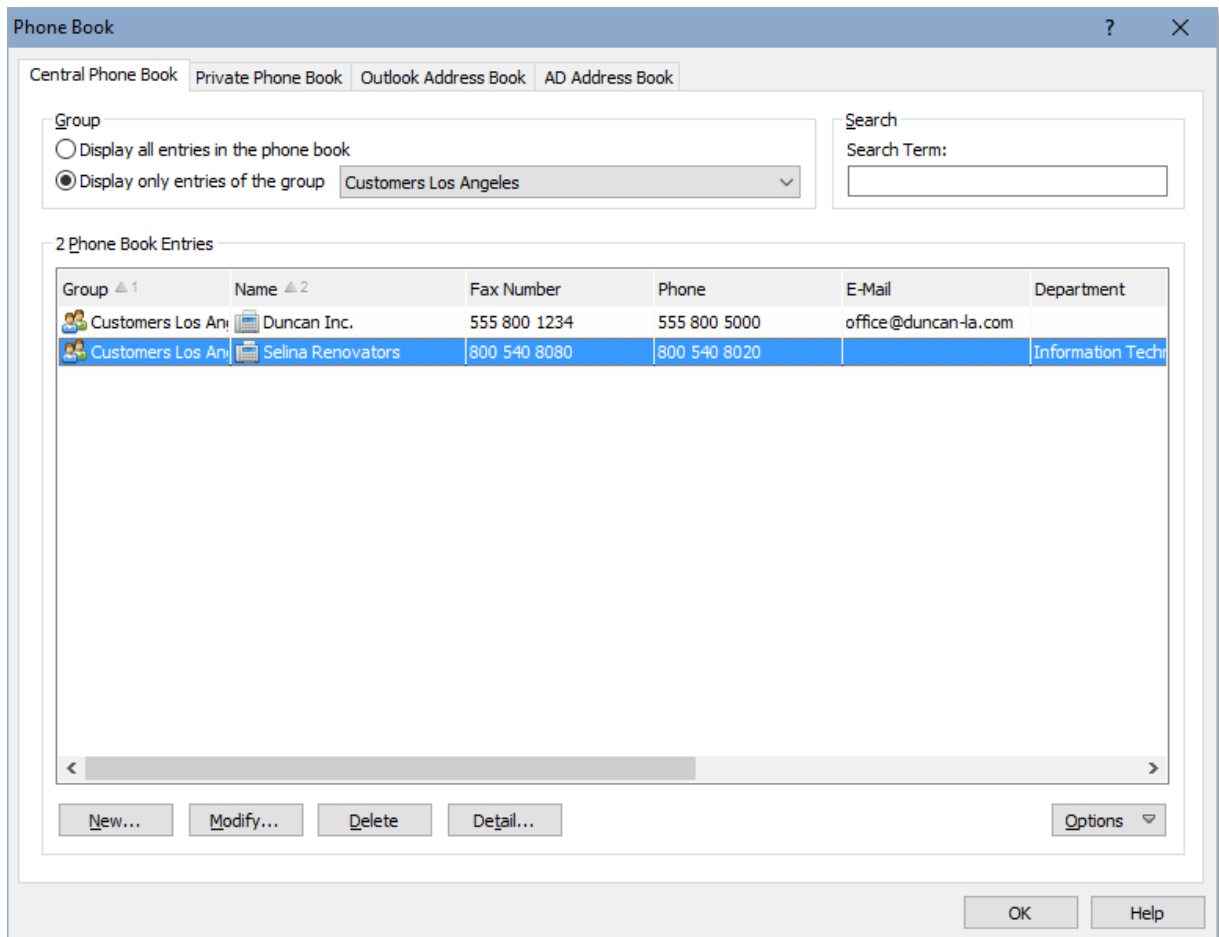 Phone Book ?
Central Phone Book Private Phone Book Outlook Address Book AD Address Book
Group Search
Display all entries in the phone book Search Term:
Display only entries of the group Customers Los Angeles
2 Phone Book Entries
Group 1 Name 2 Fax Number Phone E-Mail Department
Customers Los Duncan Inc. 555 800 1234 555 800 5000 office@duncan-la.com
Customers Los Selina Renovators 800 540 8080 800 540 8020 Information
New... Modify... Delete Detail... Options
OK Help